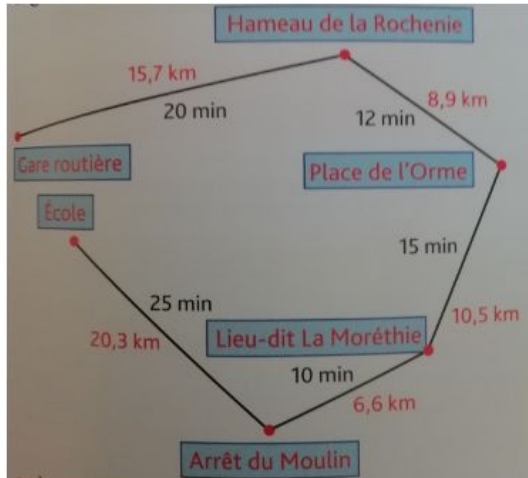 Hameau de la Rochenie
15,7 km
20 min
8,9 km
12 min
Gare routière
Place de l'Orme
École
15 min
25 min
10,5 km
20,3 km
Lieu-dit La Moréthie
10 min
6,6 km
Arrêt du Moulin